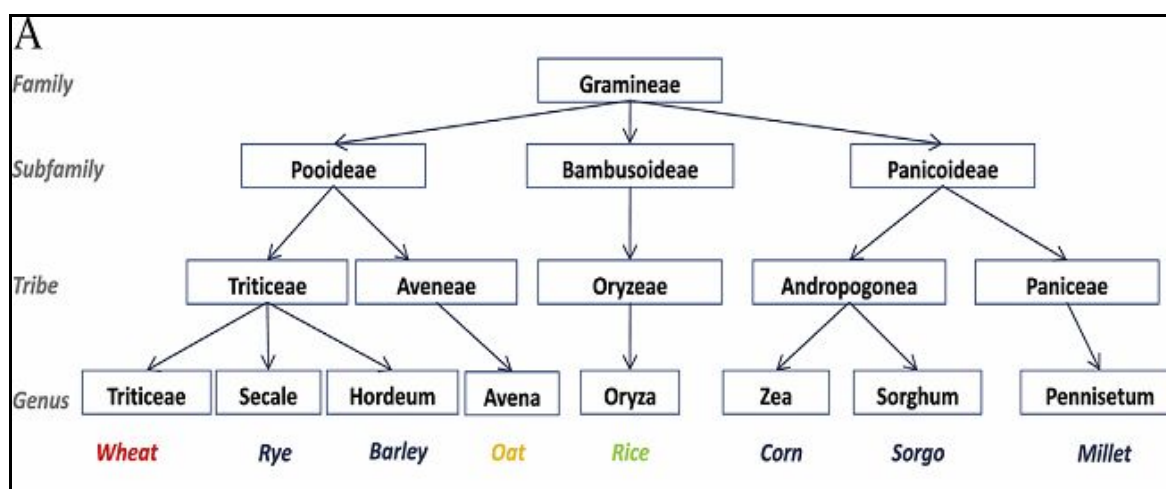 A
Family Gramineae
Subfamily Pooideae Bambusoideae Panicoideae
Tribe Triticeae Aveneae Oryzeae Andropogonea Paniceae
Genus Triticeae Secale Hordeum Avena Oryza Zea Sorghum Pennisetum
Wheat Rye Barley Oat Rice Corn Sorgo Millet